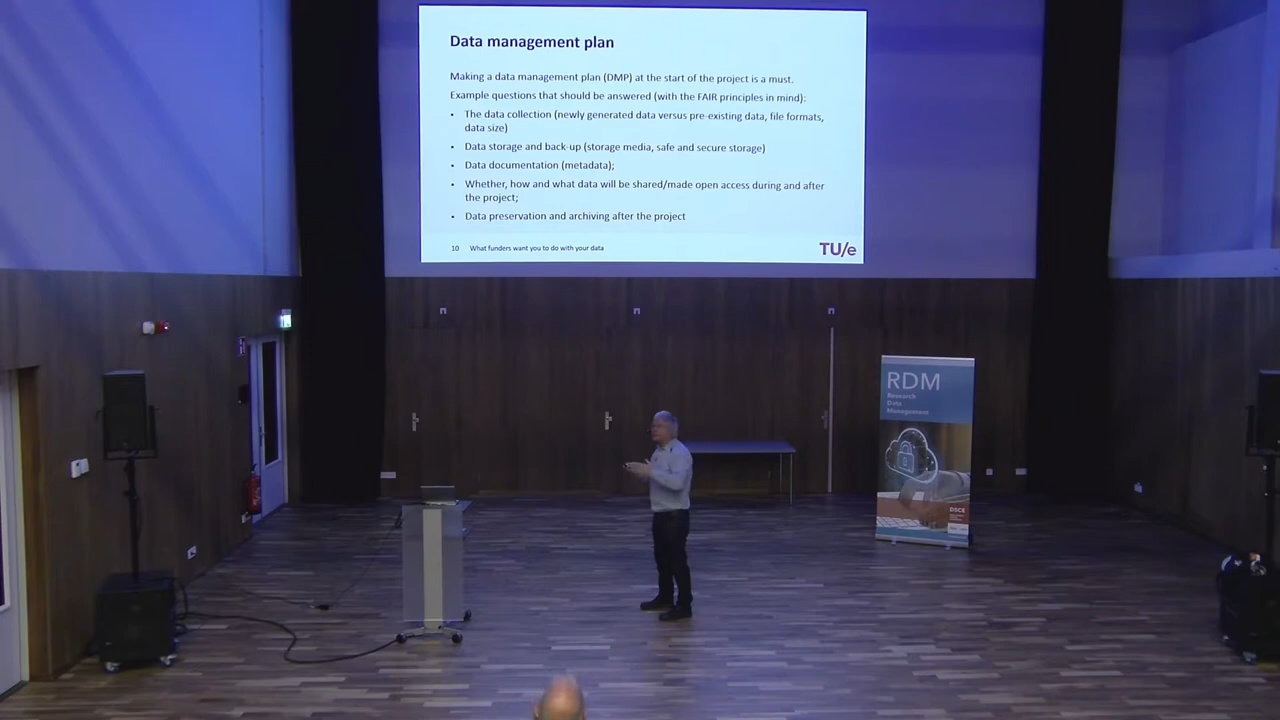 Data management plan
Making a data management plan (DMP) at the start of the project is a must.
Example questions that should be answered (with the FAIR principles in mind):
• The data collection (newly generated data versus pre-existing data, file formats,
data size)
• Data storage and back-up (storage media, safe and secure storage)
• Data documentation (metadata);
• Whether, how and what data will be shared/made open access during and after
the project;
• Data preservation and archiving after the project
10 What funders want you to do with your data
TU/e
RDM
Research
Data
Management
DSCE